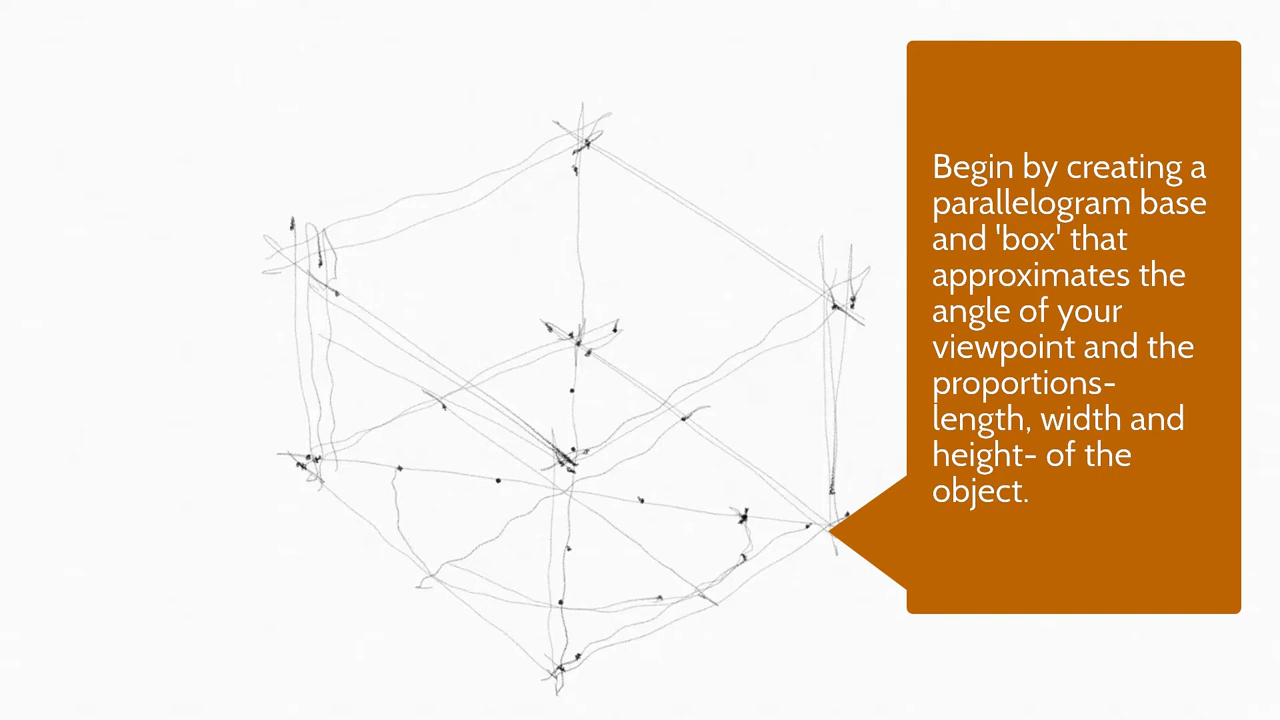 Begin by creating a
parallelogram base
and 'box' that
approximates the
angle of your
viewpoint and the
proportions-
length, width and
height- of the
object.